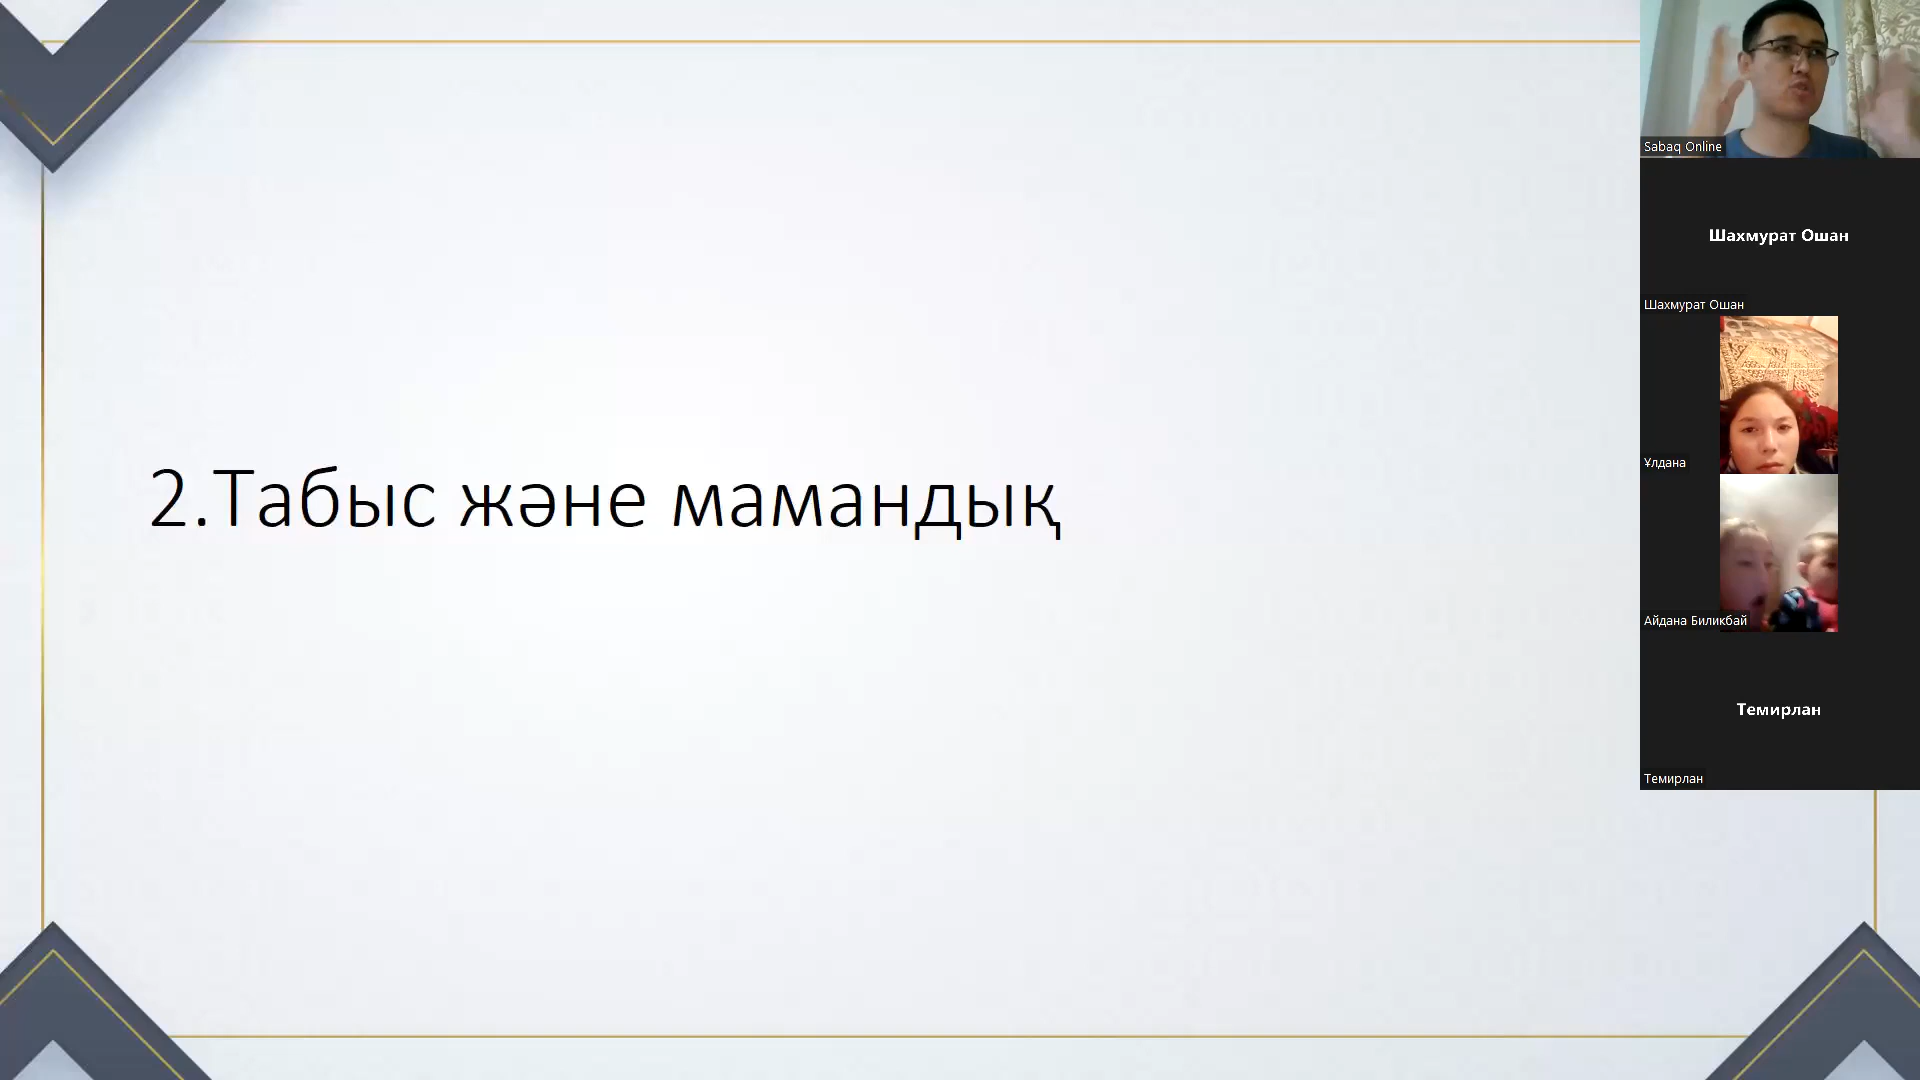 2.Табыс және мамандық
Sabaq Online
Шахмурат Ошан
Шахмурат Ошан
Ұлдана
Айдана Биликбай
Темирлан
Темирлан